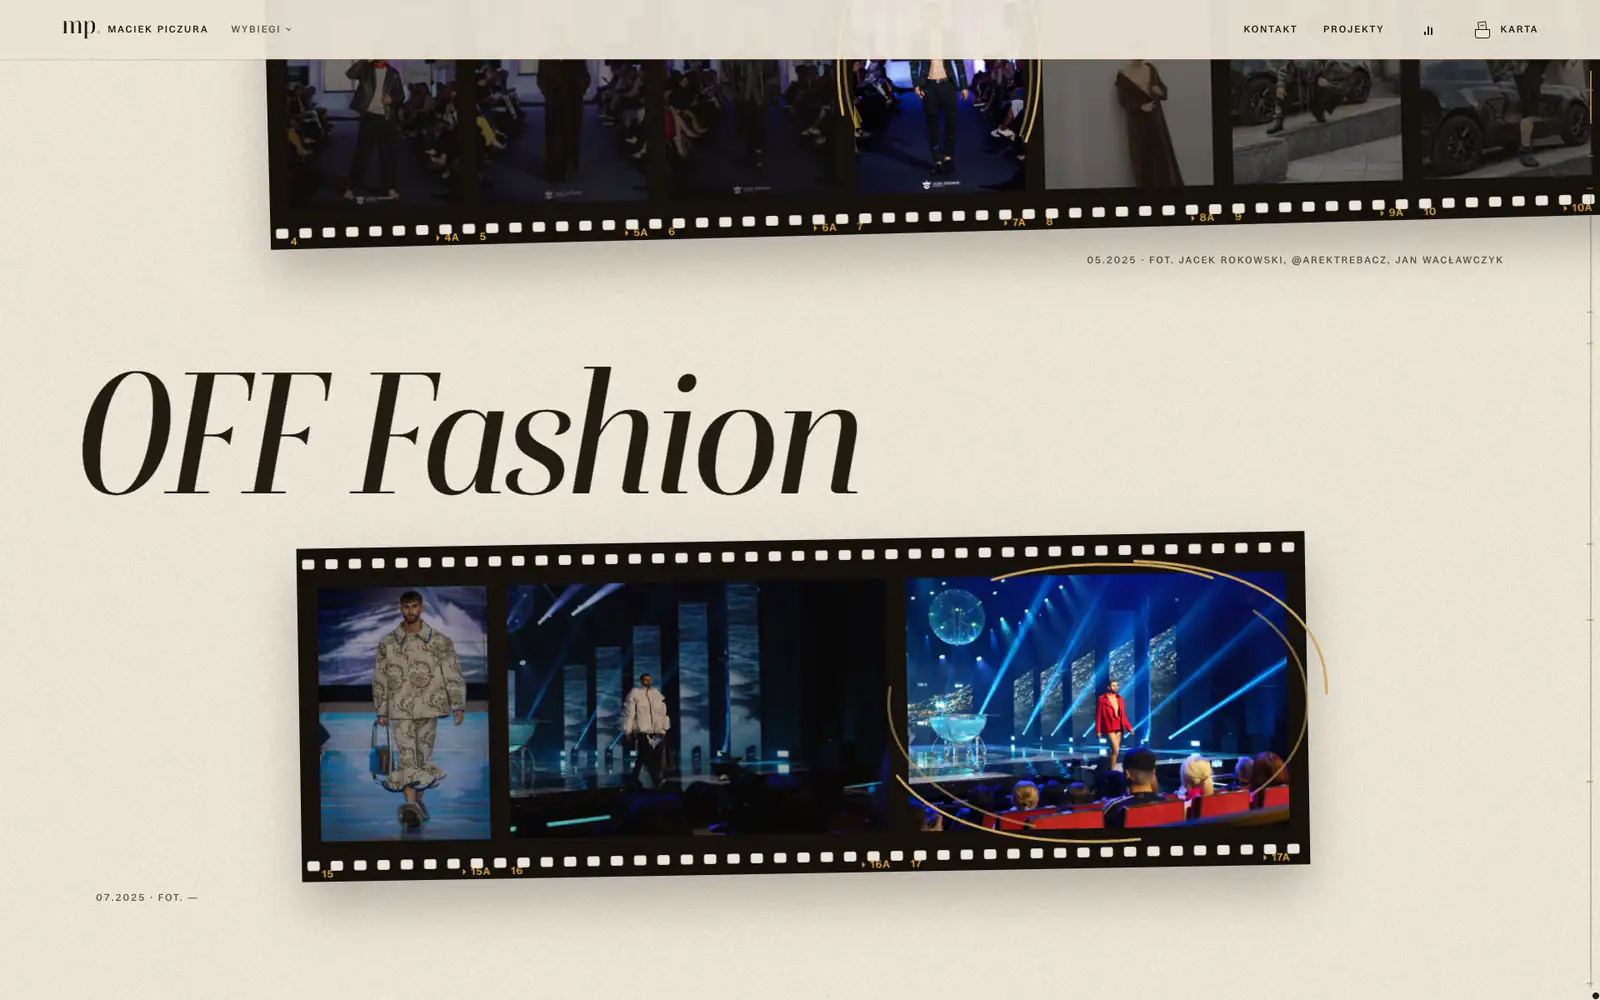 mp. MACIEK PICZURA WYBIEGI KONTAKT PROJEKTY KARTA
4 4A 5 5A 6 6A 7 7A 8 8A 9 9A 10 10A
05.2025 · FOT. JACEK ROKOWSKI, @AREKTREBACZ, JAN WACŁAWCZYK
OFF Fashion
15 15A 16 16A 17 17A
07.2025 · FOT. —